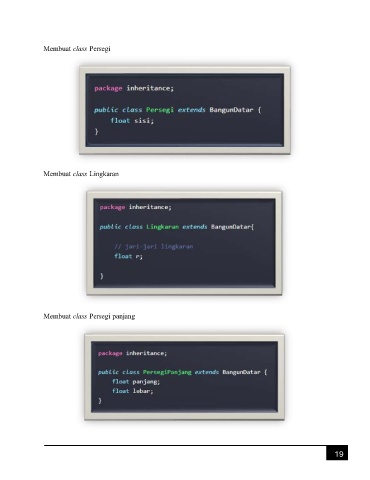 Membuat class Persegi
package inheritance;
public class Persegi extends BangunDatar {
float sisi;
}
Membuat class Lingkaran
package inheritance;
public class Lingkaran extends BangunDatar{
// jari-jari lingkaran
float r;
}
Membuat class Persegi panjang
package inheritance;
public class PersegiPanjang extends BangunDatar {
float panjang;
float lebar;
}
19